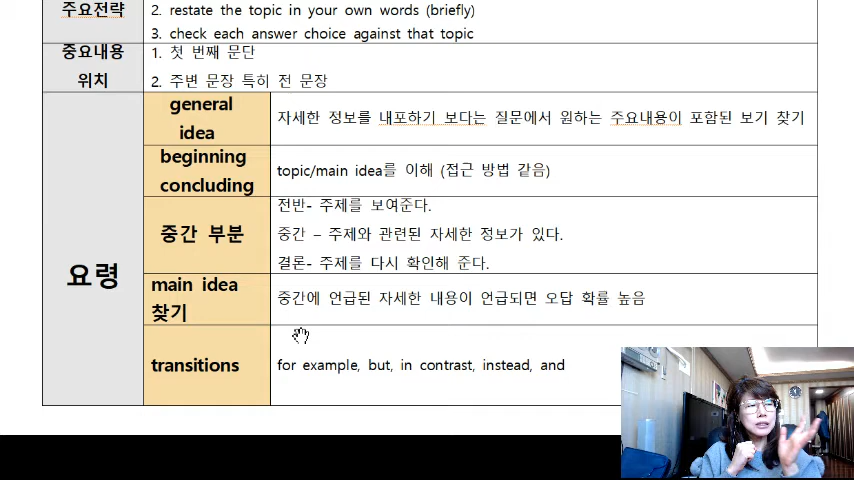 주요전략
2. restate the topic in your own words (briefly)
3. check each answer choice against that topic
중요내용
위치
1. 첫 번째 문단
2. 주변 문장 특히 전 문장
요령
general
idea
자세한 정보를 내포하기 보다는 질문에서 원하는 주요내용이 포함된 보기 찾기
beginning
concluding
topic/main idea를 이해 (접근 방법 같음)
중간 부분
전반- 주제를 보여준다.
중간 – 주제와 관련된 자세한 정보가 있다.
결론- 주제를 다시 확인해 준다.
main idea
찾기
중간에 언급된 자세한 내용이 언급되면 오답 확률 높음
transitions
for example, but, in contrast, instead, and